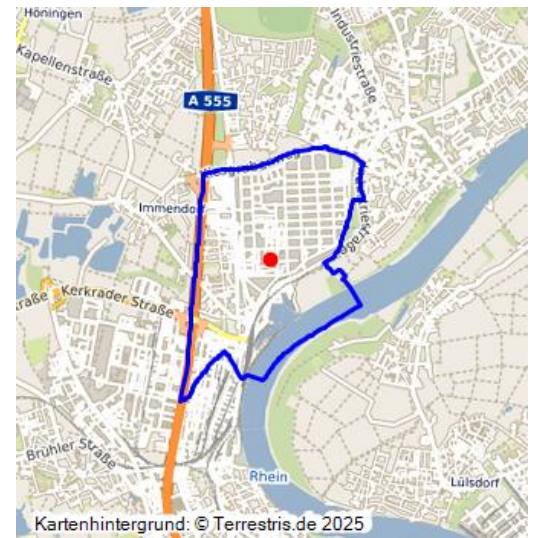 Höningen
Kapellenstraße
Industriestraße
A 555
Immendorf
Kerkrader Straße
Brühler Straße
Rhein
Lülsdorf
Kartenhintergrund: © Terrestris.de 2025